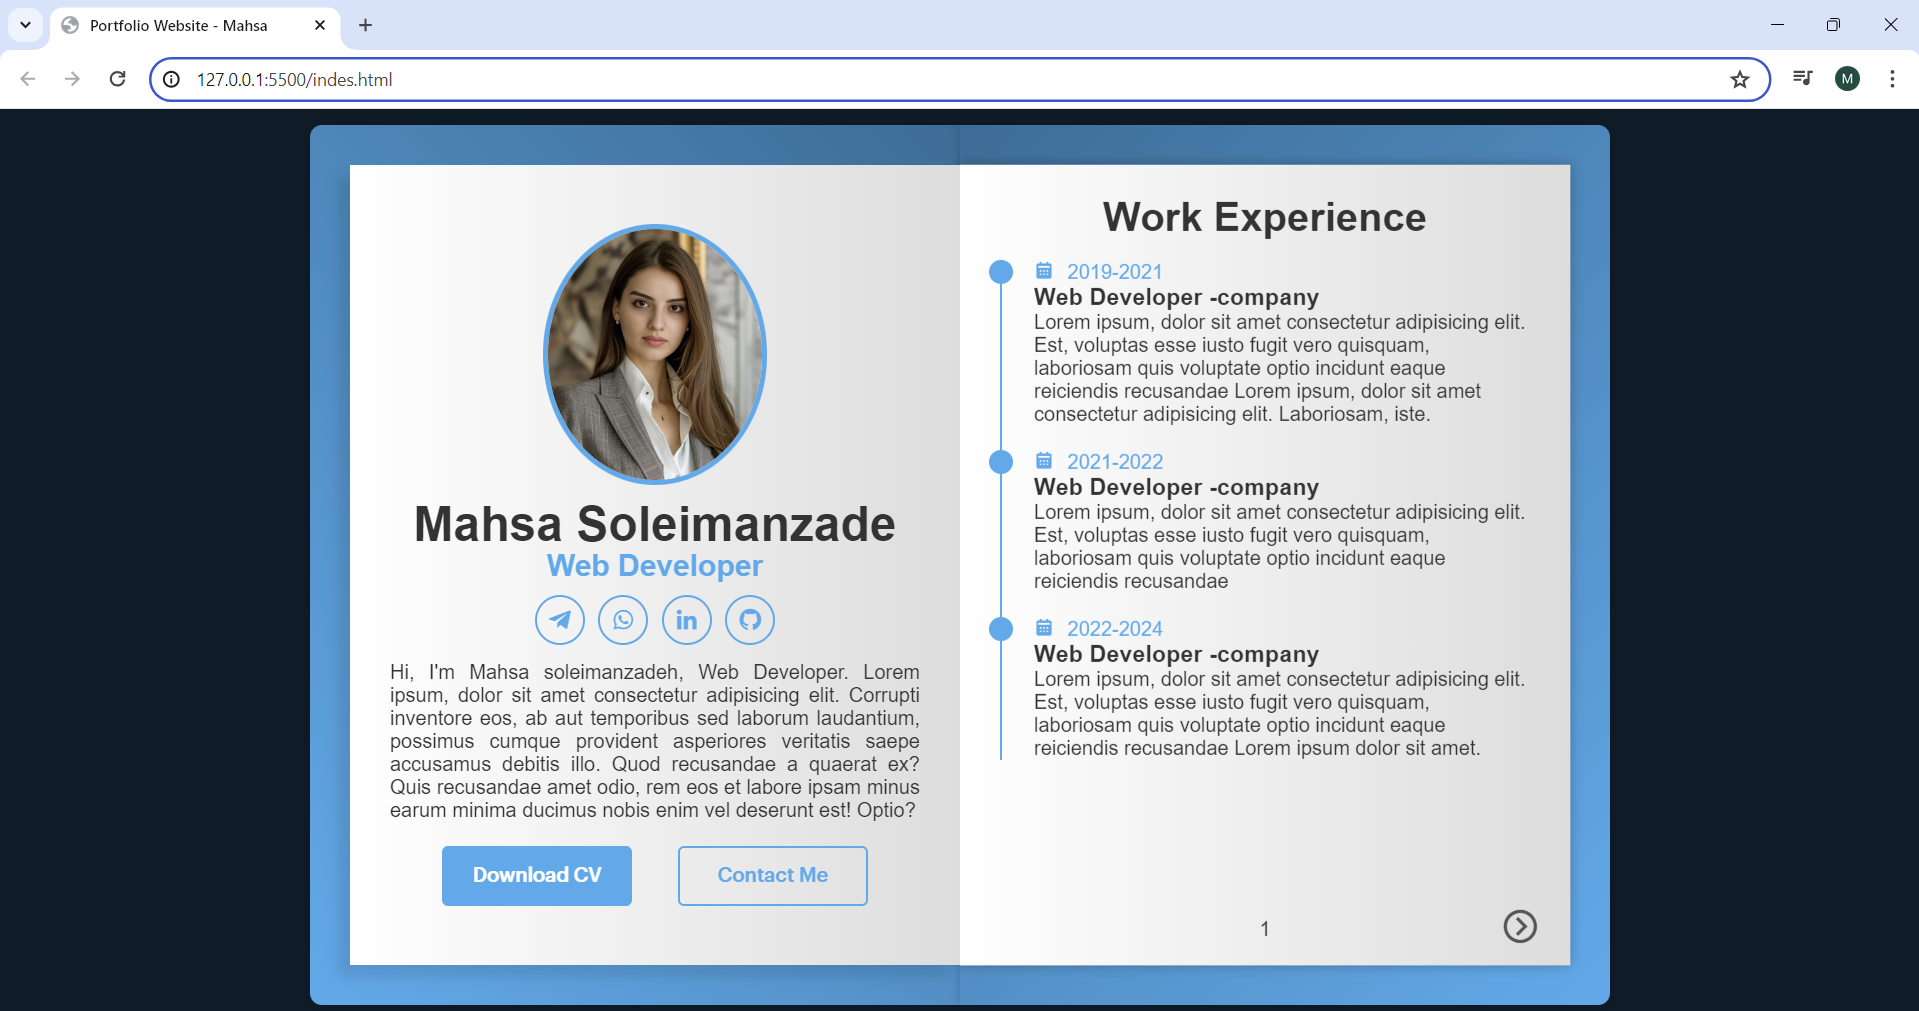 Portfolio Website - Mahsa
127.0.0.1:5500/indes.html
M
Mahsa Soleimanzade
Web Developer
in
Hi, I'm Mahsa soleimanzadeh, Web Developer. Lorem
ipsum, dolor sit amet consectetur adipisicing elit. Corrupti
inventore eos, ab aut temporibus sed laborum laudantium,
possimus cumque provident asperiores veritatis saepe
accusamus debitis illo. Quod recusandae a quaerat ex?
Quis recusandae amet odio, rem eos et labore ipsam minus
earum minima ducimus nobis enim vel deserunt est! Optio?
Download CV
Contact Me
Work Experience
2019-2021
Web Developer -company
Lorem ipsum, dolor sit amet consectetur adipisicing elit.
Est, voluptas esse iusto fugit vero quisquam,
laboriosam quis voluptate optio incidunt eaque
reiciendis recusandae Lorem ipsum, dolor sit amet
consectetur adipisicing elit. Laboriosam, iste.
2021-2022
Web Developer -company
Lorem ipsum, dolor sit amet consectetur adipisicing elit.
Est, voluptas esse iusto fugit vero quisquam,
laboriosam quis voluptate optio incidunt eaque
reiciendis recusandae
2022-2024
Web Developer -company
Lorem ipsum, dolor sit amet consectetur adipisicing elit.
Est, voluptas esse iusto fugit vero quisquam,
laboriosam quis voluptate optio incidunt eaque
reiciendis recusandae Lorem ipsum dolor sit amet.
1